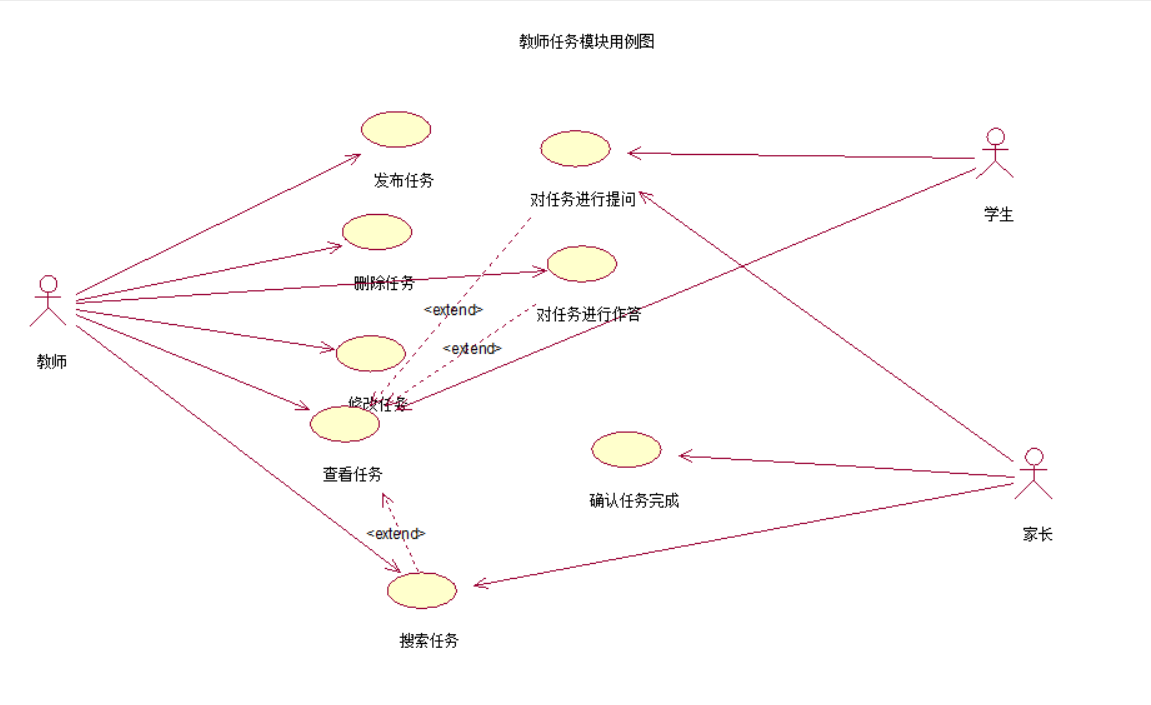 教师任务模块用例图
发布任务
对任务进行提问
学生
删除任务
<extend>
对任务进行作答
<extend>
教师
修改任务
查看任务
确认任务完成
<extend>
家长
搜索任务